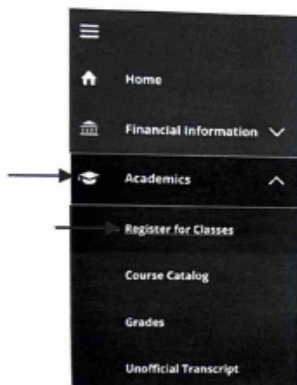 Home
Financial Information
Academics
Register for Classes
Course Catalog
Grades
Unofficial Transcript